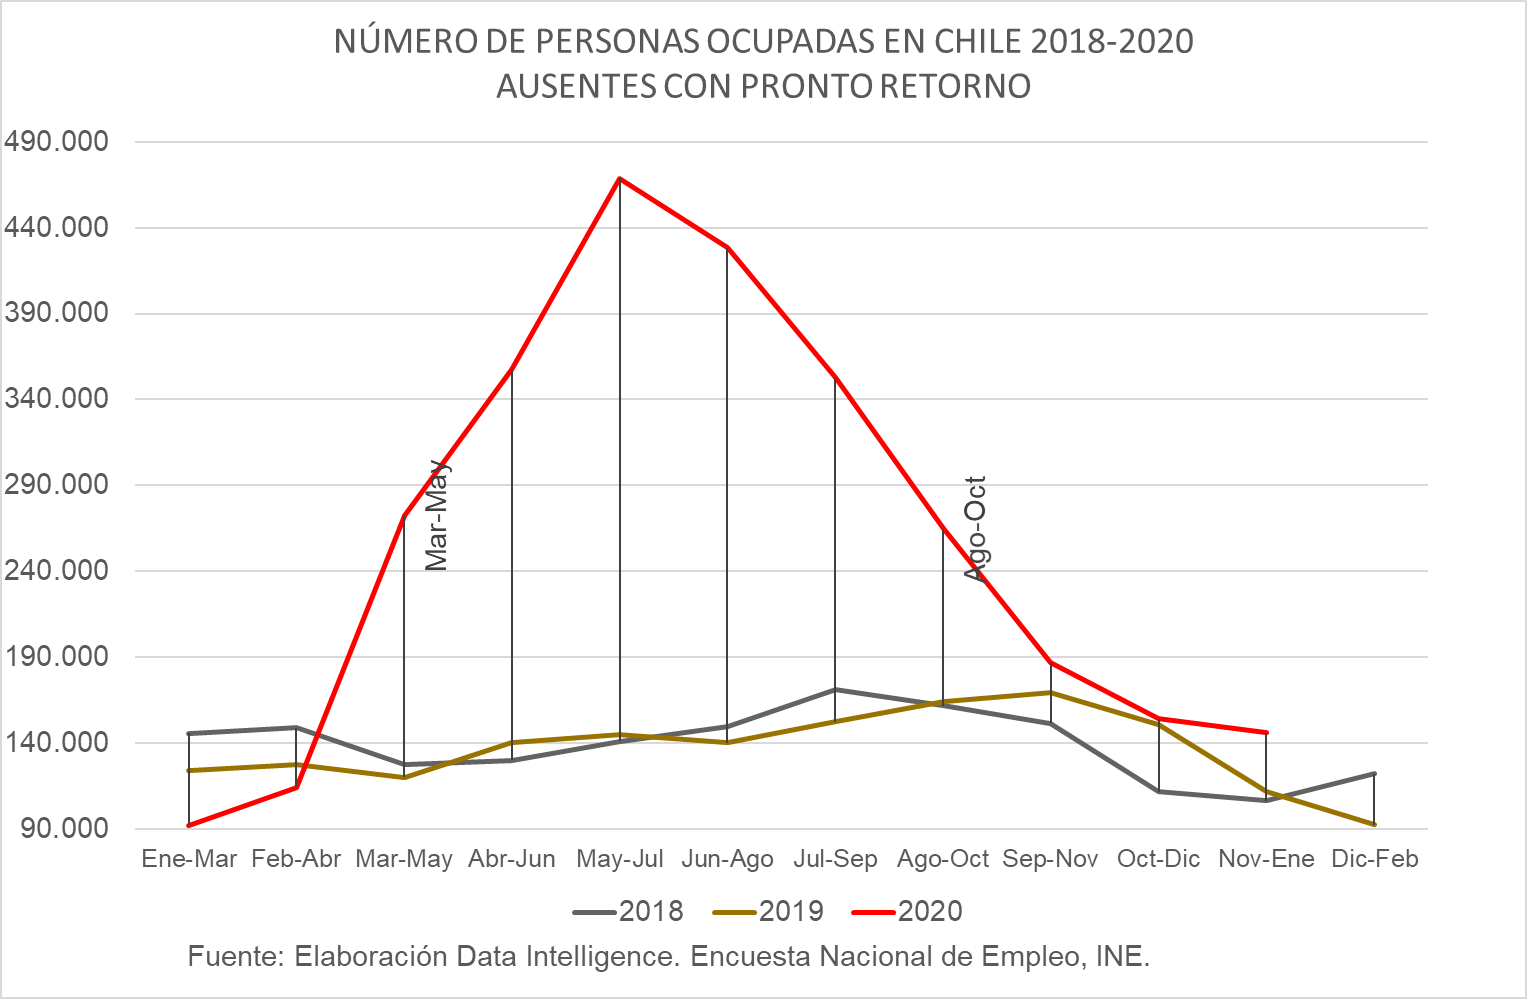 NÚMERO DE PERSONAS OCUPADAS EN CHILE 2018-2020
AUSENTES CON PRONTO RETORNO
490.000
440.000
390.000
340.000
290.000
240.000
190.000
140.000
90.000
Mar-May
Ago-Oct
Ene-Mar Feb-Abr Mar-May Abr-Jun May-Jul Jun-Ago Jul-Sep Ago-Oct Sep-Nov Oct-Dic Nov-Ene Dic-Feb
2018 2019 2020
Fuente: Elaboración Data Intelligence. Encuesta Nacional de Empleo, INE.